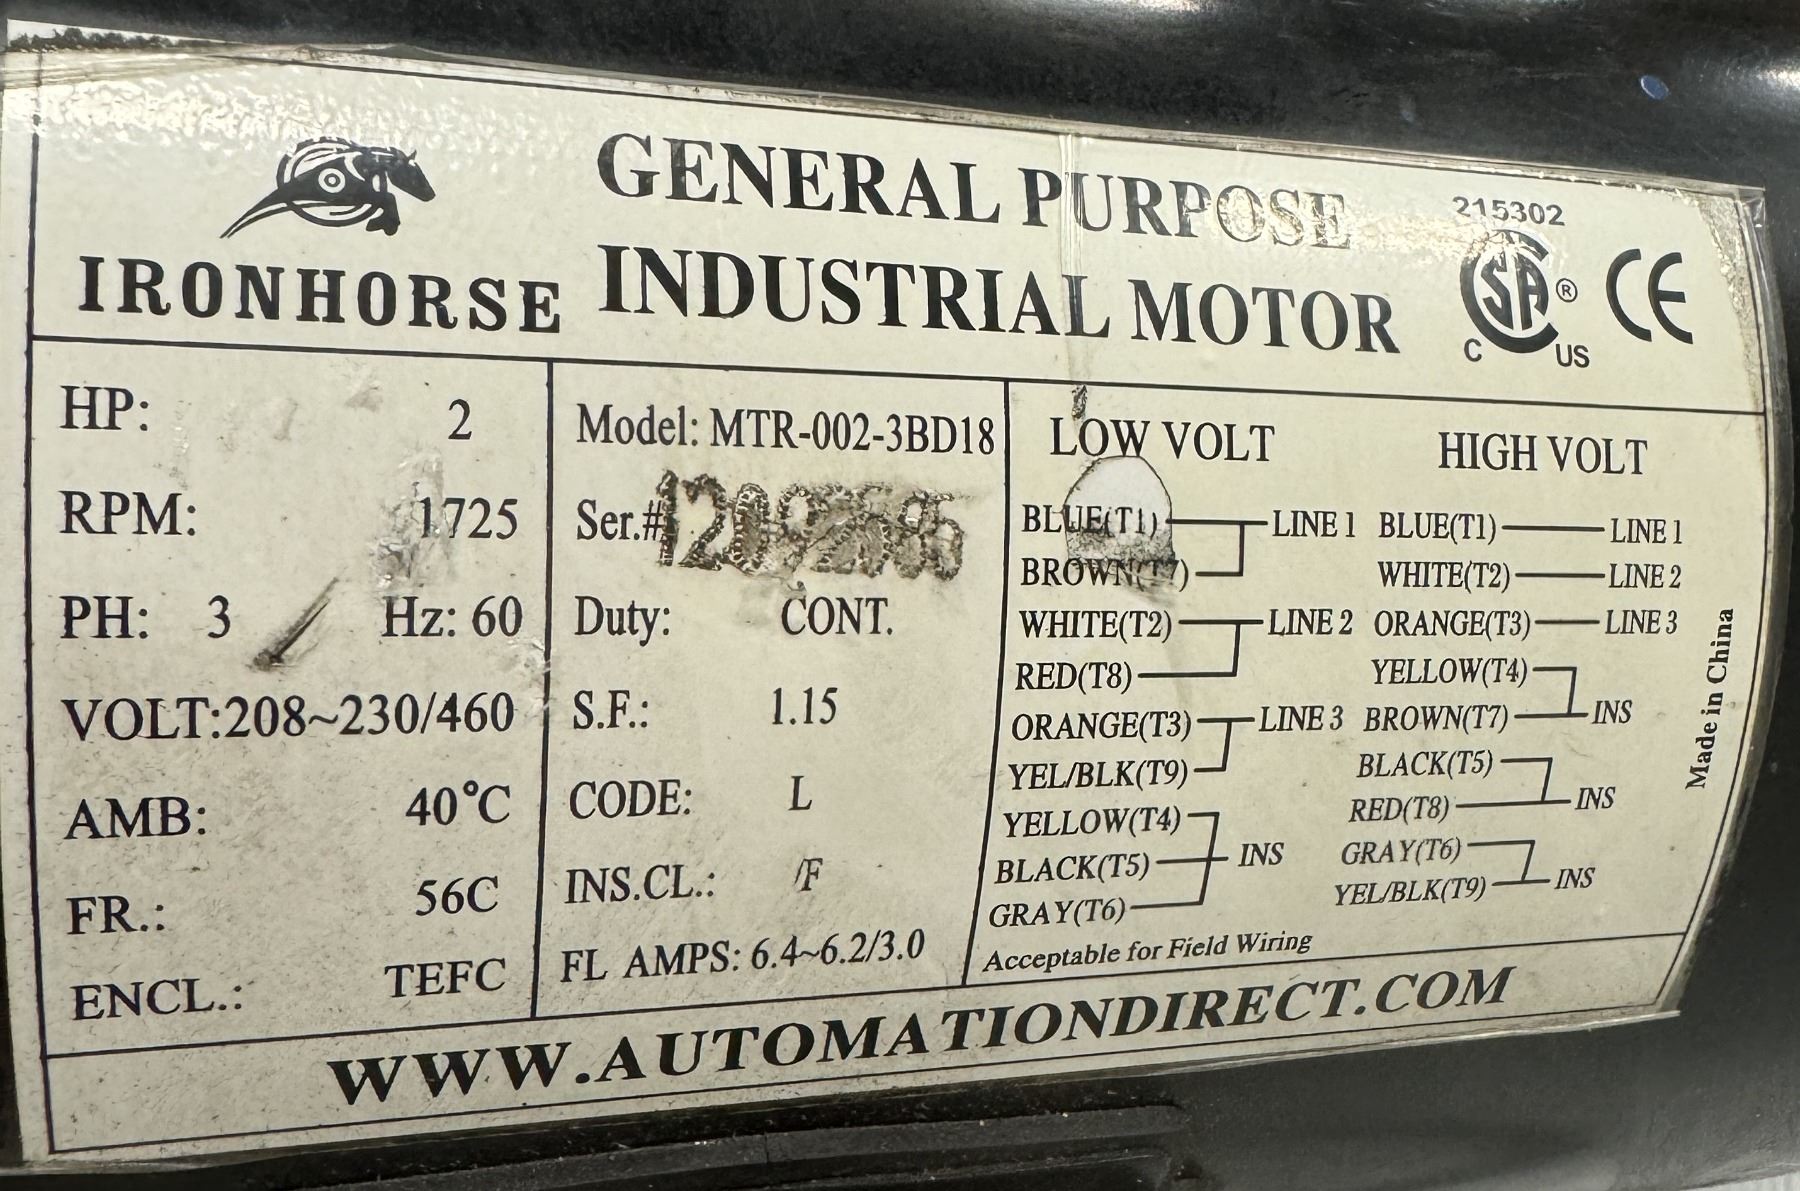 IRONHORSE
GENERAL PURPOSE
INDUSTRIAL MOTOR
215302
CSA ® CE
C US
HP: 2
RPM: 1725
PH: 3 Hz: 60
VOLT:208~230/460
AMB: 40°C
FR.: 56C
ENCL.: TEFC
Model: MTR-002-3BD18
Ser.#
Duty: CONT.
S.F.: 1.15
CODE: L
INS.CL.: F
FL AMPS: 6.4~6.2/3.0
LOW VOLT
BLUE(T1) LINE 1
BROWN(T7)
WHITE(T2) LINE 2
RED(T8)
ORANGE(T3) LINE 3
YEL/BLK(T9)
YELLOW(T4)
BLACK(T5) INS
GRAY(T6)
Acceptable for Field Wiring
HIGH VOLT
BLUE(T1) LINE 1
WHITE(T2) LINE 2
ORANGE(T3) LINE 3
YELLOW(T4)
BROWN(T7) INS
BLACK(T5)
RED(T8) INS
GRAY(T6)
YEL/BLK(T9) INS
Made in China
WWW.AUTOMATIONDIRECT.COM